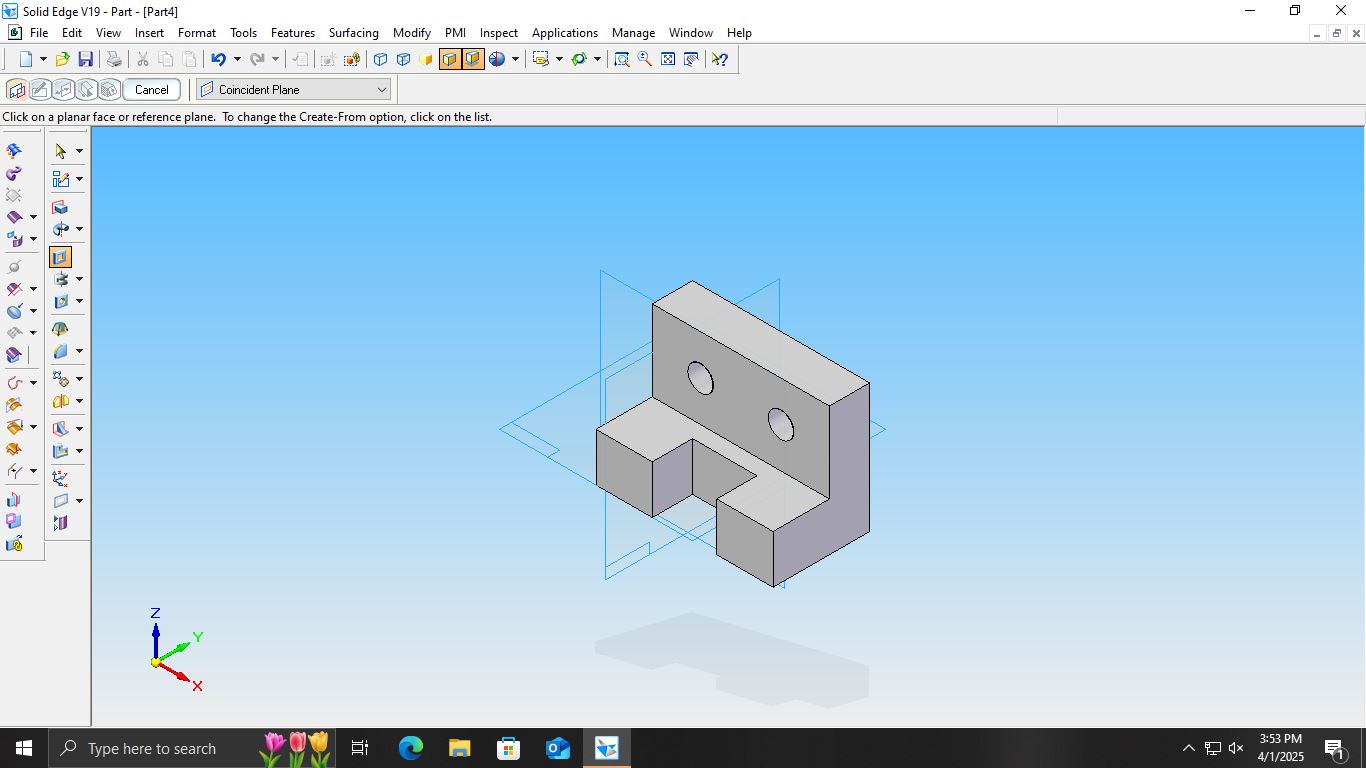 Solid Edge V19 - Part - [Part4]
File Edit View Insert Format Tools Features Surfacing Modify PMI Inspect Applications Manage Window Help
Cancel Coincident Plane
Click on a planar face or reference plane. To change the Create-From option, click on the list.
Z
Y
X
Type here to search
3:53 PM
4/1/2025
1